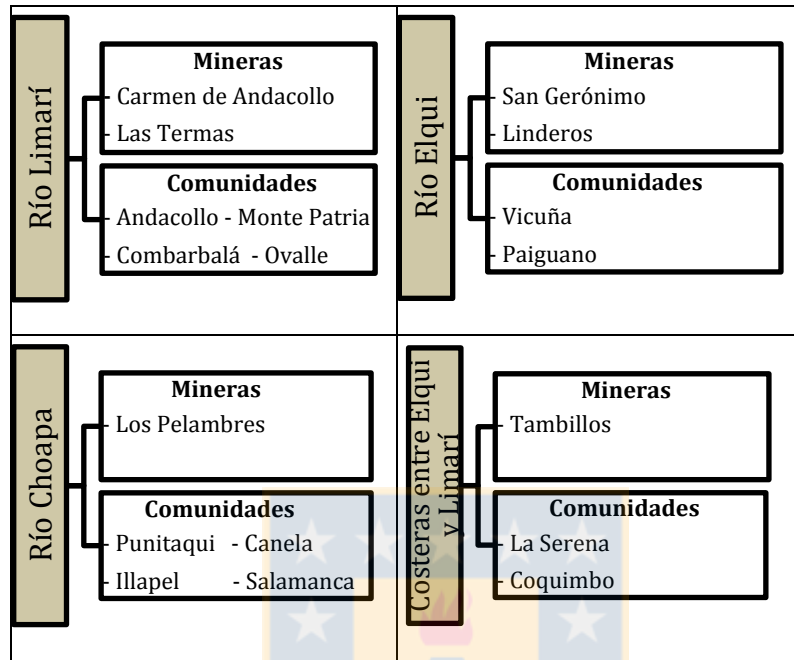 Río Limarí
Mineras
- Carmen de Andacollo
- Las Termas
Comunidades
- Andacollo - Monte Patria
- Combarbalá - Ovalle
Río Elqui
Mineras
- San Gerónimo
- Linderos
Comunidades
- Vicuña
- Paiguano
Río Choapa
Mineras
- Los Pelambres
Comunidades
- Punitaqui - Canela
- Illapel - Salamanca
Costeras entre Elqui
y Limarí
Mineras
- Tambillos
Comunidades
- La Serena
- Coquimbo